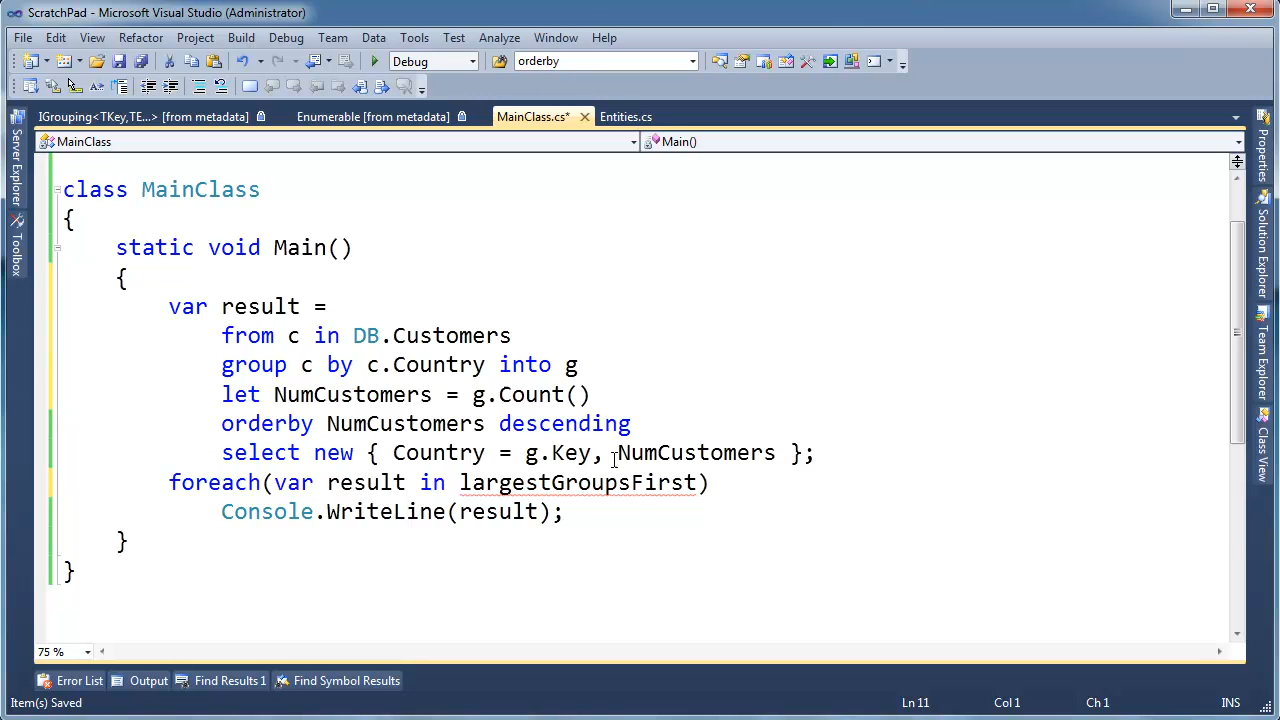 ScratchPad - Microsoft Visual Studio (Administrator)
File Edit View Refactor Project Build Debug Team Data Tools Test Analyze Window Help
Debug orderby
IGrouping<TKey,TE...> [from metadata] Enumerable [from metadata] MainClass.cs* Entities.cs
MainClass Main()
class MainClass
{
static void Main()
{
var result =
from c in DB.Customers
group c by c.Country into g
let NumCustomers = g.Count()
orderby NumCustomers descending
select new { Country = g.Key, NumCustomers };
foreach(var result in largestGroupsFirst)
Console.WriteLine(result);
}
}
Server Explorer
Toolbox
Properties
Solution Explorer
Team Explorer
Class View
75 %
Error List Output Find Results 1 Find Symbol Results
Item(s) Saved Ln 11 Col 1 Ch 1 INS